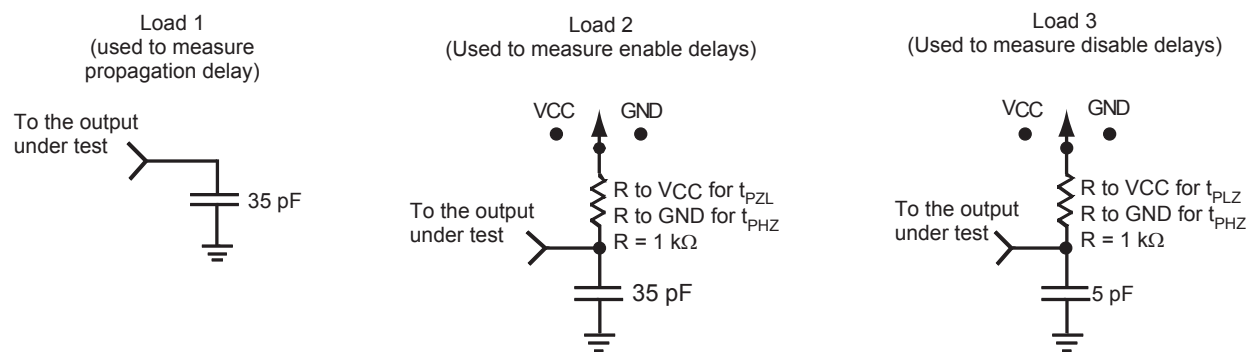 Load 1
(used to measure
propagation delay)
To the output
under test
35 pF
Load 2
(Used to measure enable delays)
VCC
GND
R to VCC for tPZL
R to GND for tPHZ
R = 1 kΩ
To the output
under test
35 pF
Load 3
(Used to measure disable delays)
VCC
GND
R to VCC for tPLZ
R to GND for tPHZ
R = 1 kΩ
To the output
under test
5 pF